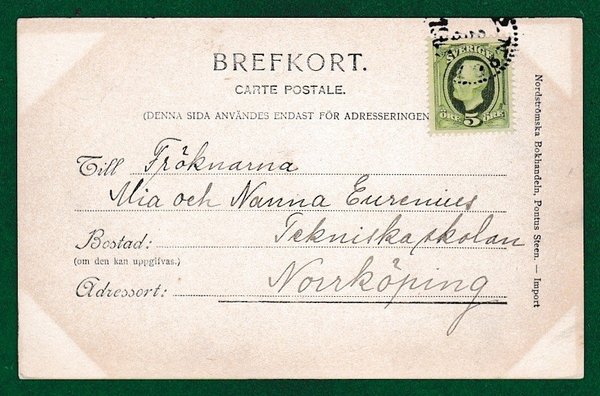 BREFKORT.
CARTE POSTALE.
(DENNA SIDA ANVÄNDES ENDAST FÖR ADRESSERINGEN
SVERIGE
ÖRE 5 ÖRE
Till Fröknarna
Mia och Nanna Eurenius
Bostad: Tekniska skolan
(om den kan uppgifvas.)
Adressort: Norrköping
Nordströmska Bokhandeln, Pontus Steen. — Import